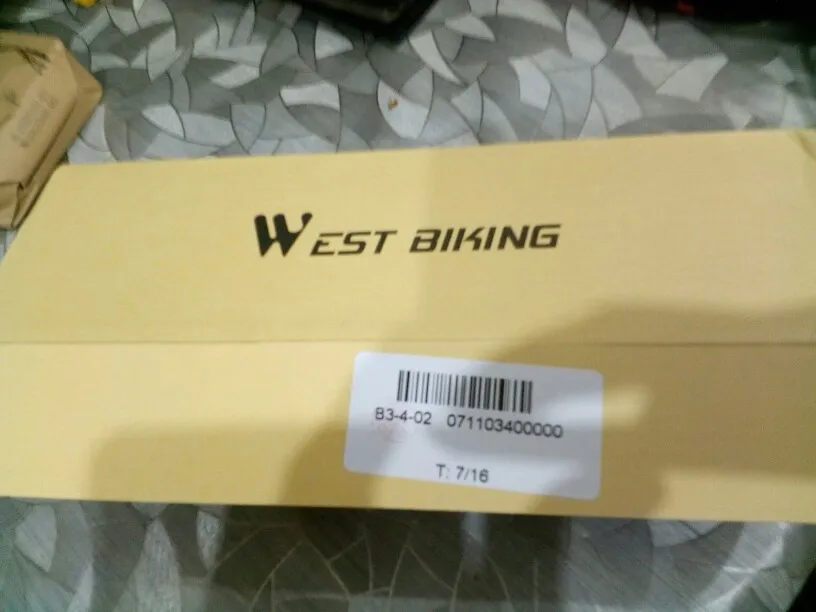 WEST BIKING
B3-4-02 071103400000
T: 7/16